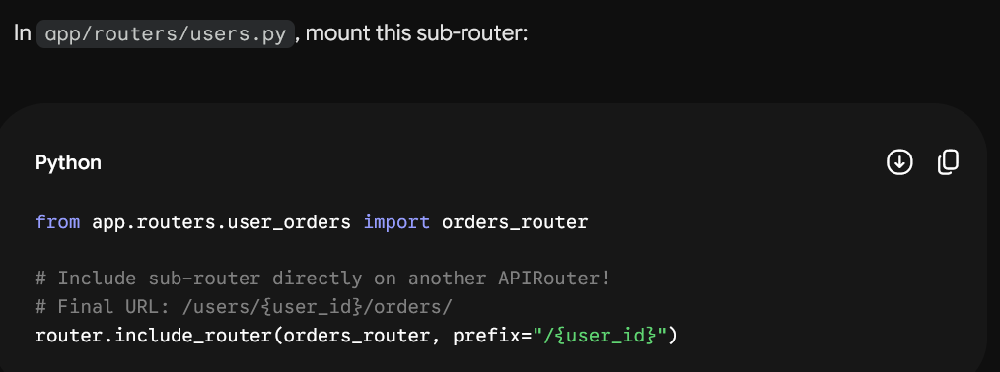 In app/routers/users.py, mount this sub-router:
Python
from app.routers.user_orders import orders_router
# Include sub-router directly on another APIRouter!
# Final URL: /users/{user_id}/orders/
router.include_router(orders_router, prefix="/{user_id}")